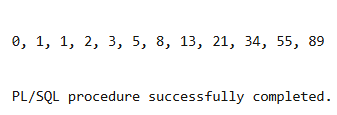 0, 1, 1, 2, 3, 5, 8, 13, 21, 34, 55, 89
PL/SQL procedure successfully completed.